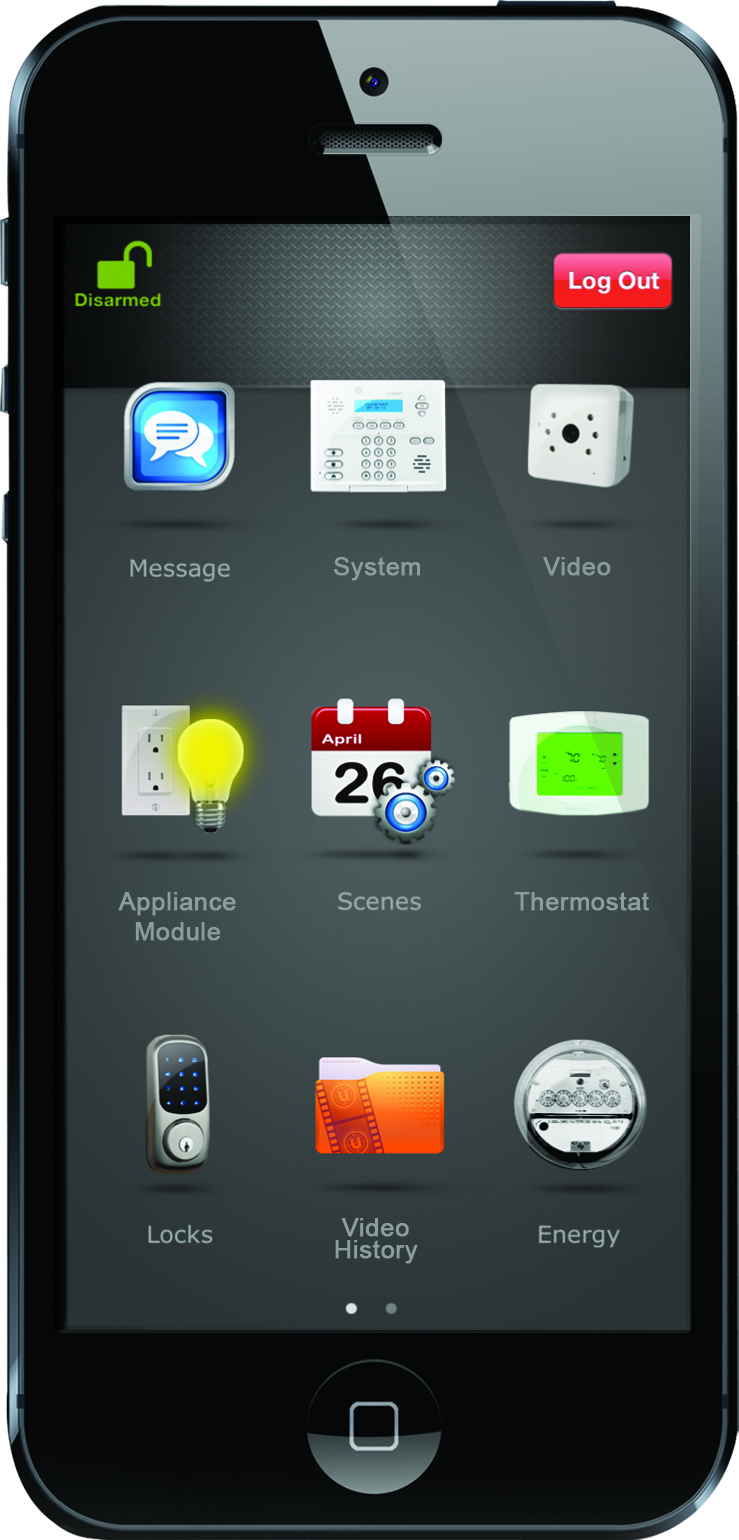 Disarmed
Log Out
Message
System
Video
April
26
Appliance
Module
Scenes
Thermostat
Locks
Video
History
Energy